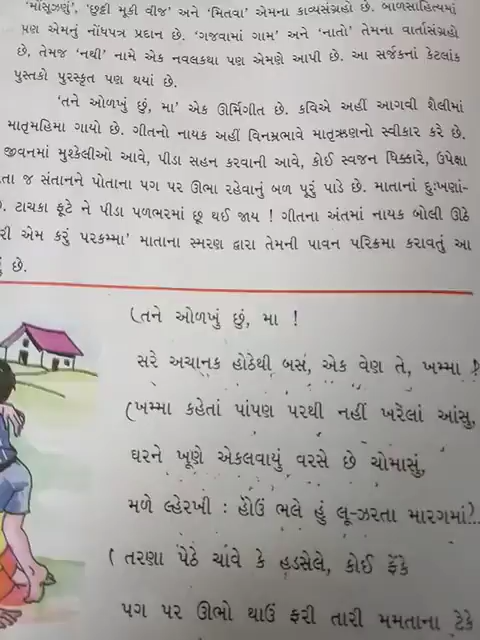 'મોંસૂઝણું', 'છુટ્ટી મૂકી વીજ' અને 'મિતવા' એમના કાવ્યસંગ્રહો છે. બાળસાહિત્યમાં
પણ એમનું નોંધપત્ર પ્રદાન છે. 'ગજવામાં ગામ' અને 'નાતો' તેમના વાર્તાસંગ્રહો
છે, તેમજ 'નથી' નામે એક નવલકથા પણ એમણે આપી છે. આ સર્જકનાં કેટલાંક
પુસ્તકો પુરસ્કૃત પણ થયાં છે.
'તને ઓળખું છું, મા' એક ઊર્મિગીત છે. કવિએ અહીં આગવી શૈલીમાં
માતૃમહિમા ગાયો છે. ગીતનો નાયક અહીં વિનમ્રભાવે માતૃઋણનો સ્વીકાર કરે છે.
જીવનમાં મુશ્કેલીઓ આવે, પીડા સહન કરવાની આવે, કોઈ સ્વજન ધિક્કારે, ઉપેક્ષા
તા જ સંતાનને પોતાના પગ પર ઊભા રહેવાનું બળ પૂરું પાડે છે. માતાનાં દુઃખણાં-
ટાચકા ફૂટે ને પીડા પળભરમાં છૂ થઈ જાય ! ગીતના અંતમાં નાયક બોલી ઊઠે
રી એમ કરું પરકમ્મા' માતાના સ્મરણ દ્વારા તેમની પાવન પરિક્રમા કરાવતું આ
છે.
(તને ઓળખું છું, મા !
સરે અચાનક હોઠેથી બસ, એક વેણ તે, ખમ્મા !
(ખમ્મા કહેતાં પાંપણ પરથી નહીં ખરેલાં આંસુ,
ઘરને ખૂણે એકલવાયું વરસે છે ચોમાસું,
મળે લ્હેરખી : હોઉં ભલે હું લૂ-ઝરતા મારગમાં !..
( તરણા પેઠે ચાવે કે હડસેલે, કોઈ ફેંકે
પગ પર ઊભો થાઉં ફરી તારી મમતાના ટેકે